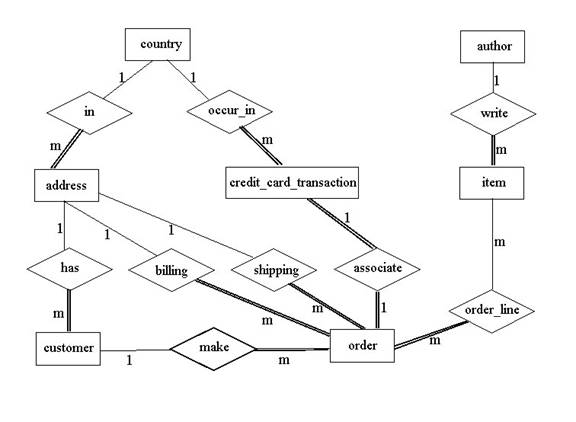 country
author
1
1
1
in
occur_in
write
m
m
m
address
credit_card_transaction
item
1
1
1
1
m
has
billing
shipping
associate
m
m
m
1
order_line
m
customer
1
make
m
order